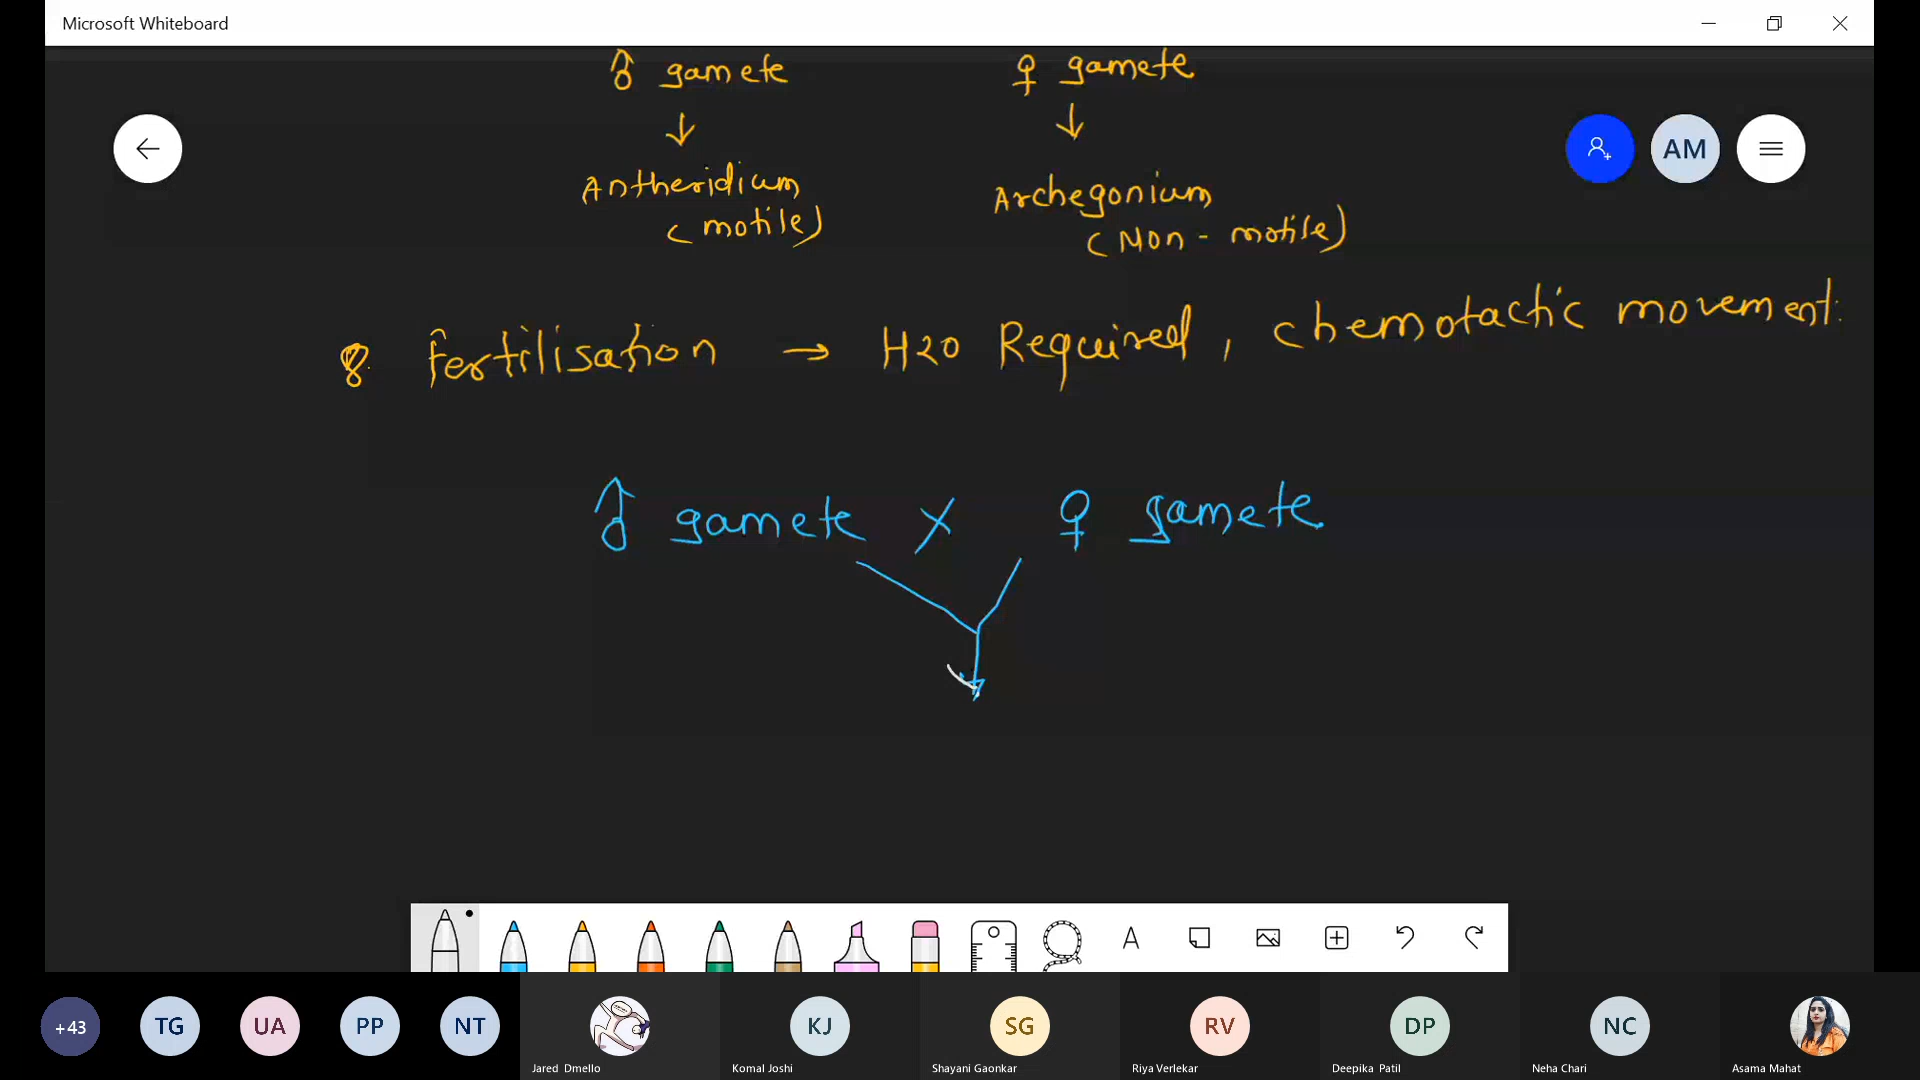 Microsoft Whiteboard
♂ gamete ♀ gamete
↓ ↓
Antheridium Archegonium
(motile) (Non - motile)
AM
8. Fertilisation → H2O Required, chemotactic movement.
♂ gamete X ♀ gamete
A
+43 TG UA PP NT KJ SG RV DP NC
Jared Dmello Komal Joshi Shayani Gaonkar Riya Verlekar Deepika Patil Neha Chari Asama Mahat